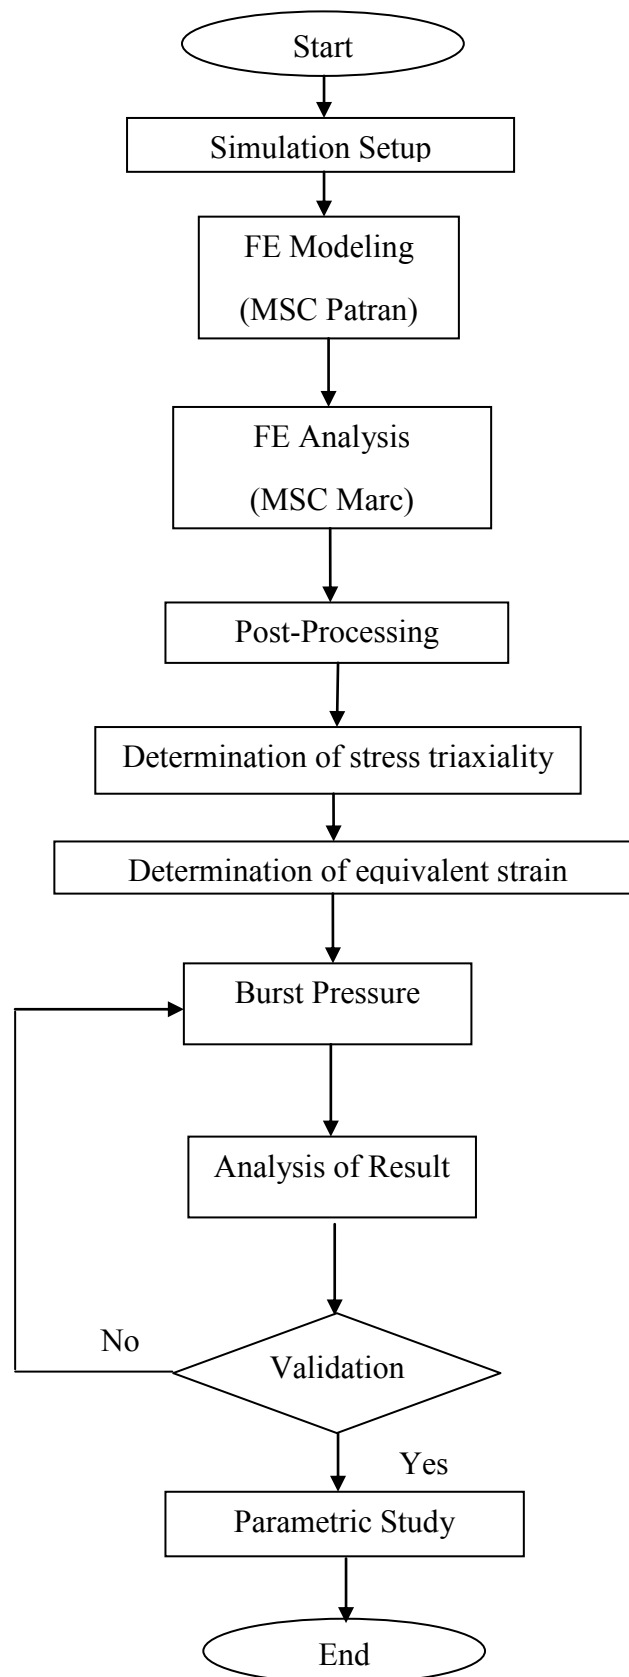 Start
Simulation Setup
FE Modeling
(MSC Patran)
FE Analysis
(MSC Marc)
Post-Processing
Determination of stress triaxiality
Determination of equivalent strain
Burst Pressure
Analysis of Result
No
Validation
Yes
Parametric Study
End